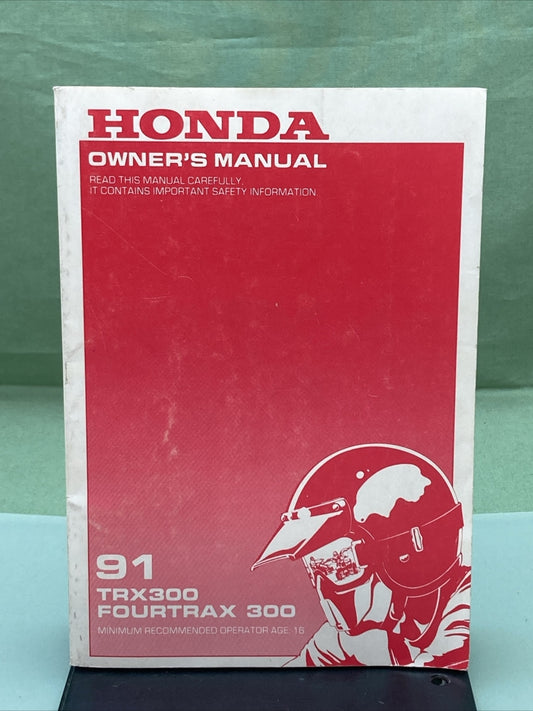 HONDA
OWNER'S MANUAL
READ THIS MANUAL CAREFULLY.
IT CONTAINS IMPORTANT SAFETY INFORMATION.
91
TRX300
FOURTRAX 300
MINIMUM RECOMMENDED OPERATOR AGE: 16